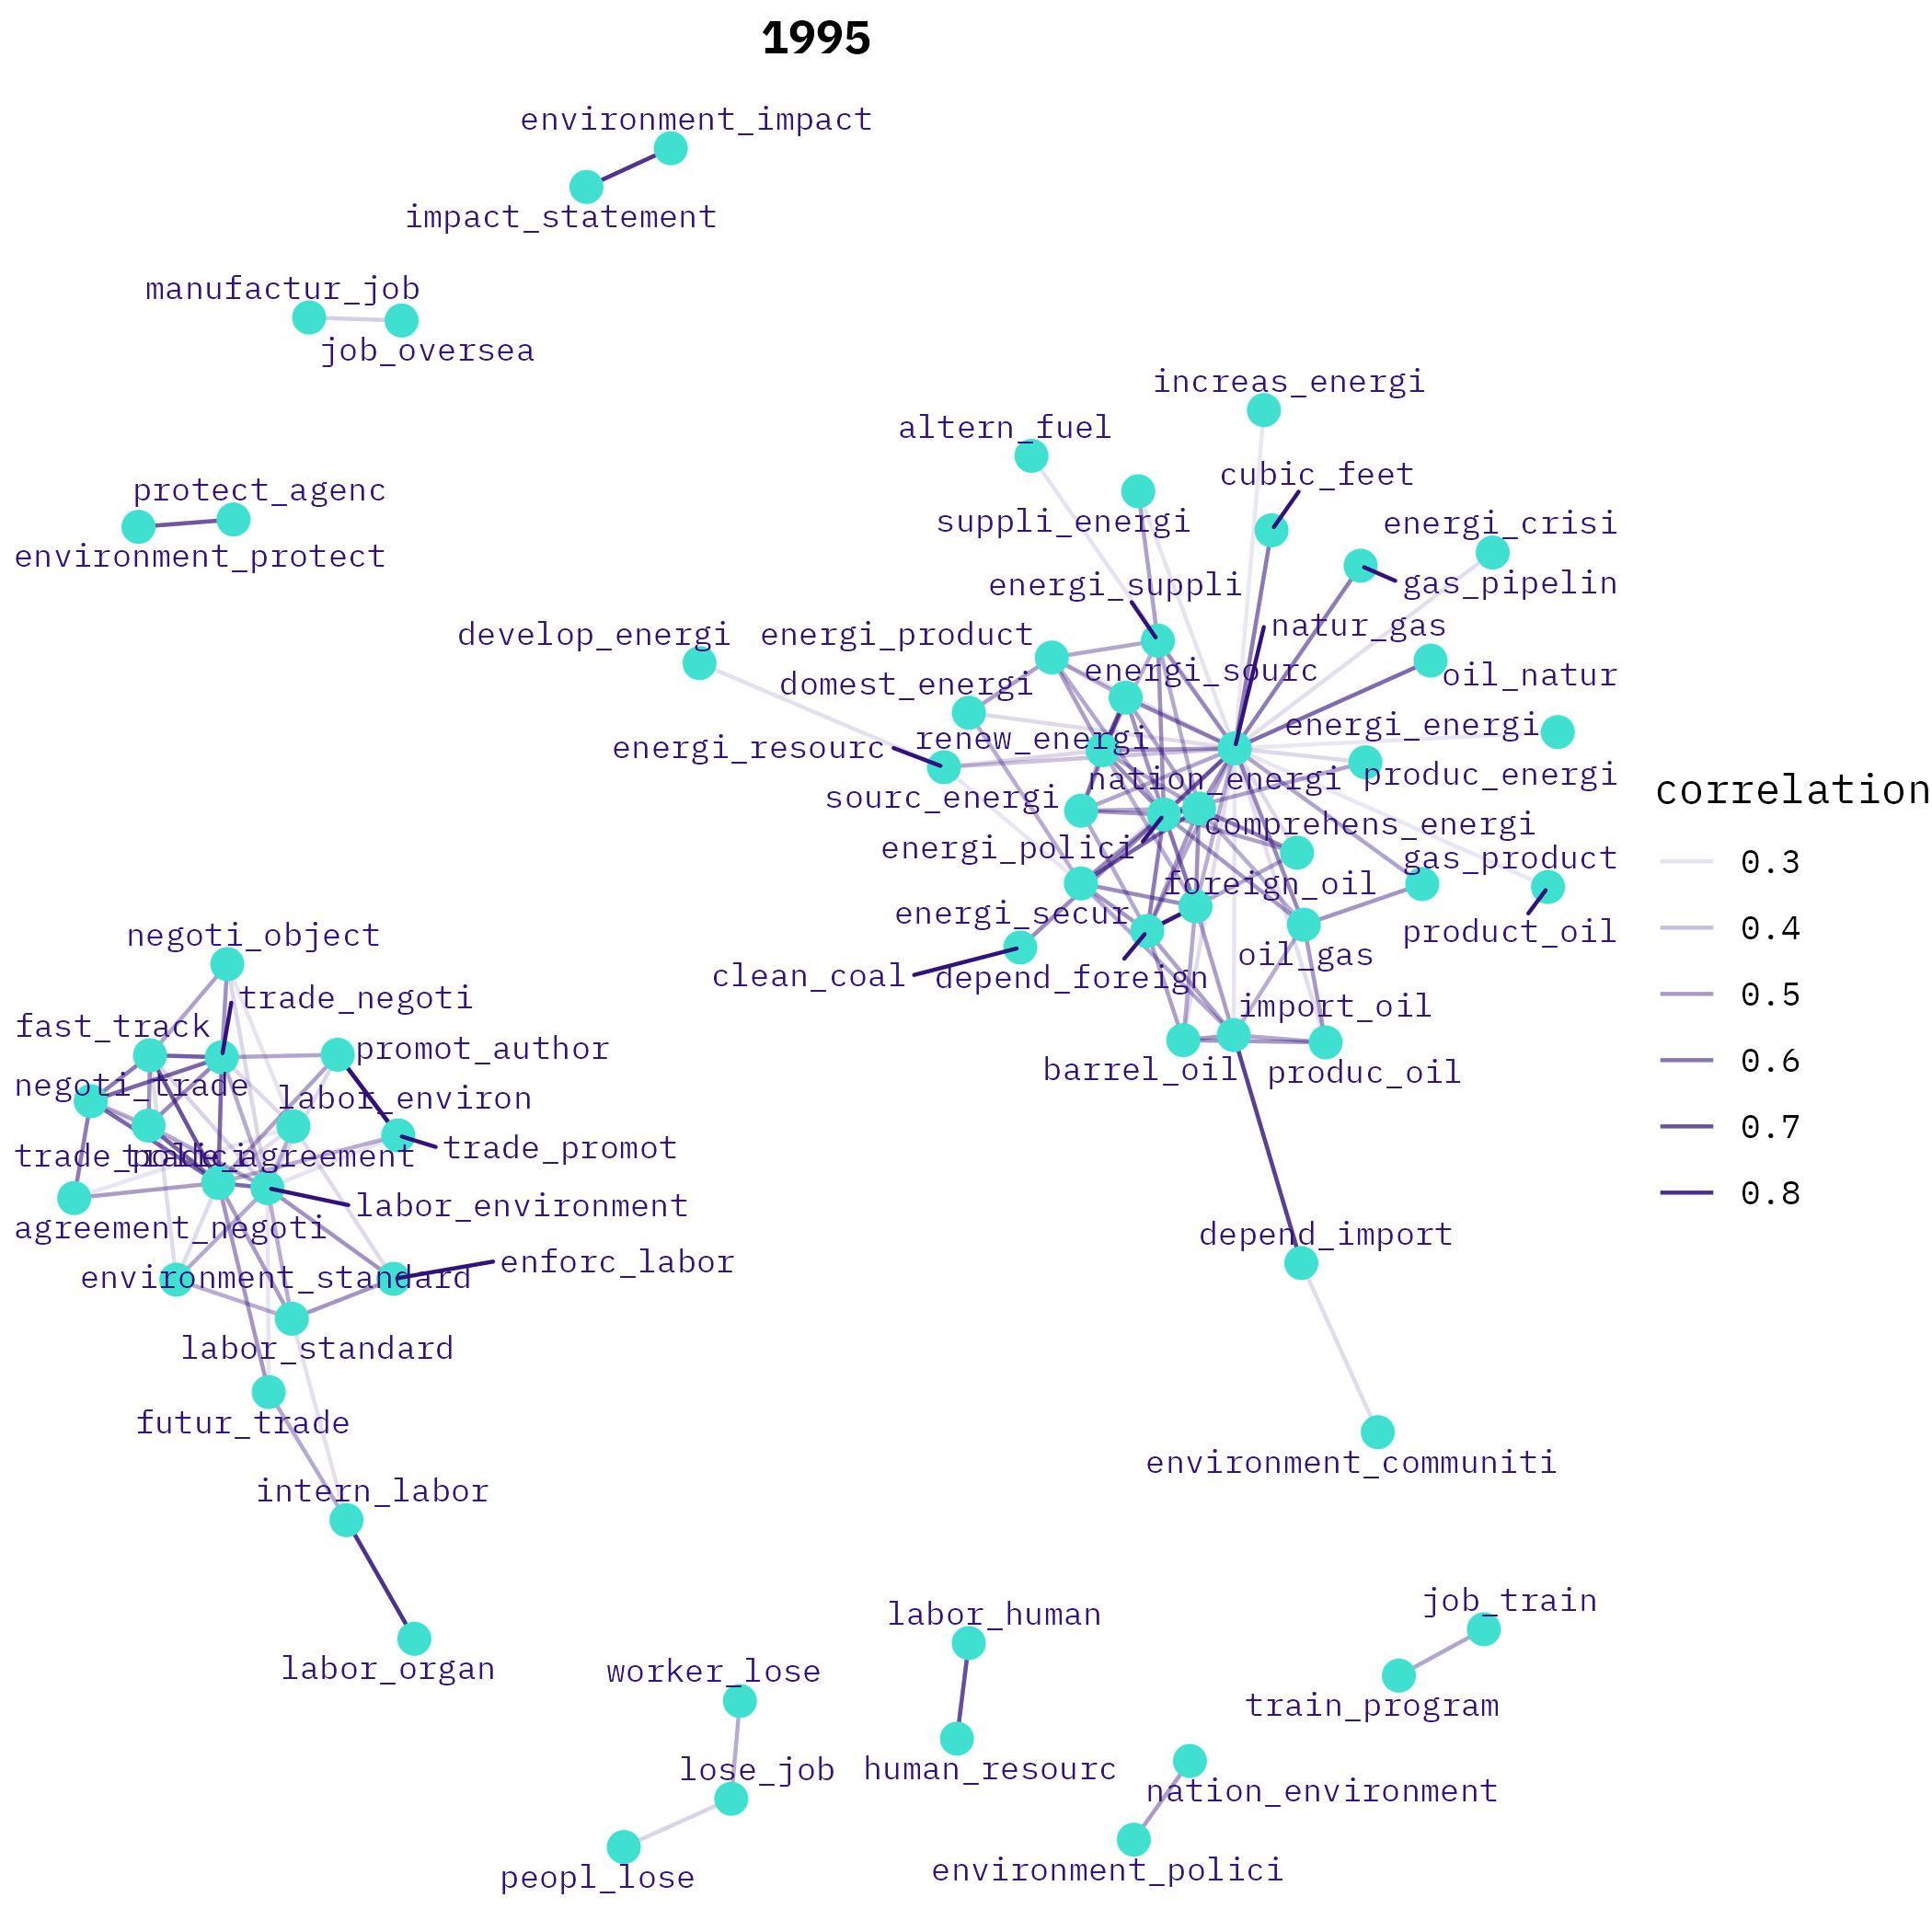 1995
environment_impact
impact_statement
manufactur_job
job_oversea
increas_energi
altern_fuel
cubic_feet
protect_agenc
suppli_energi
energi_crisi
environment_protect
energi_suppli
gas_pipelin
natur_gas
develop_energi
energi_product
energi_sourc
oil_natur
domest_energi
energi_energi
renew_energi
energi_resourc
nation_energi
produc_energi
correlation
sourc_energi
comprehens_energi
energi_polici
gas_product
0.3
foreign_oil
energi_secur
0.4
product_oil
negoti_object
oil_gas
clean_coal
depend_foreign
0.5
trade_negoti
import_oil
fast_track
promot_author
0.6
barrel_oil
produc_oil
negoti_trade
labor_environ
0.7
trade_promot
trade_polici
trade_agreement
0.8
labor_environment
agreement_negoti
depend_import
enforc_labor
environment_standard
labor_standard
futur_trade
environment_communiti
intern_labor
job_train
labor_human
labor_organ
worker_lose
train_program
lose_job
human_resourc
nation_environment
environment_polici
peopl_lose